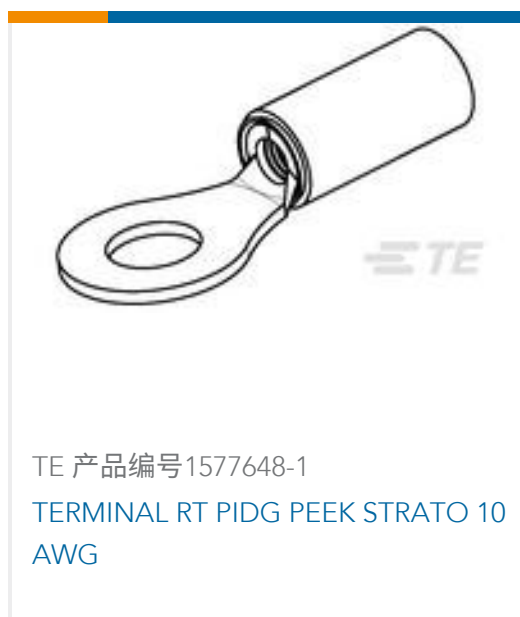 TE
TE 产品编号1577648-1
TERMINAL RT PIDG PEEK STRATO 10
AWG